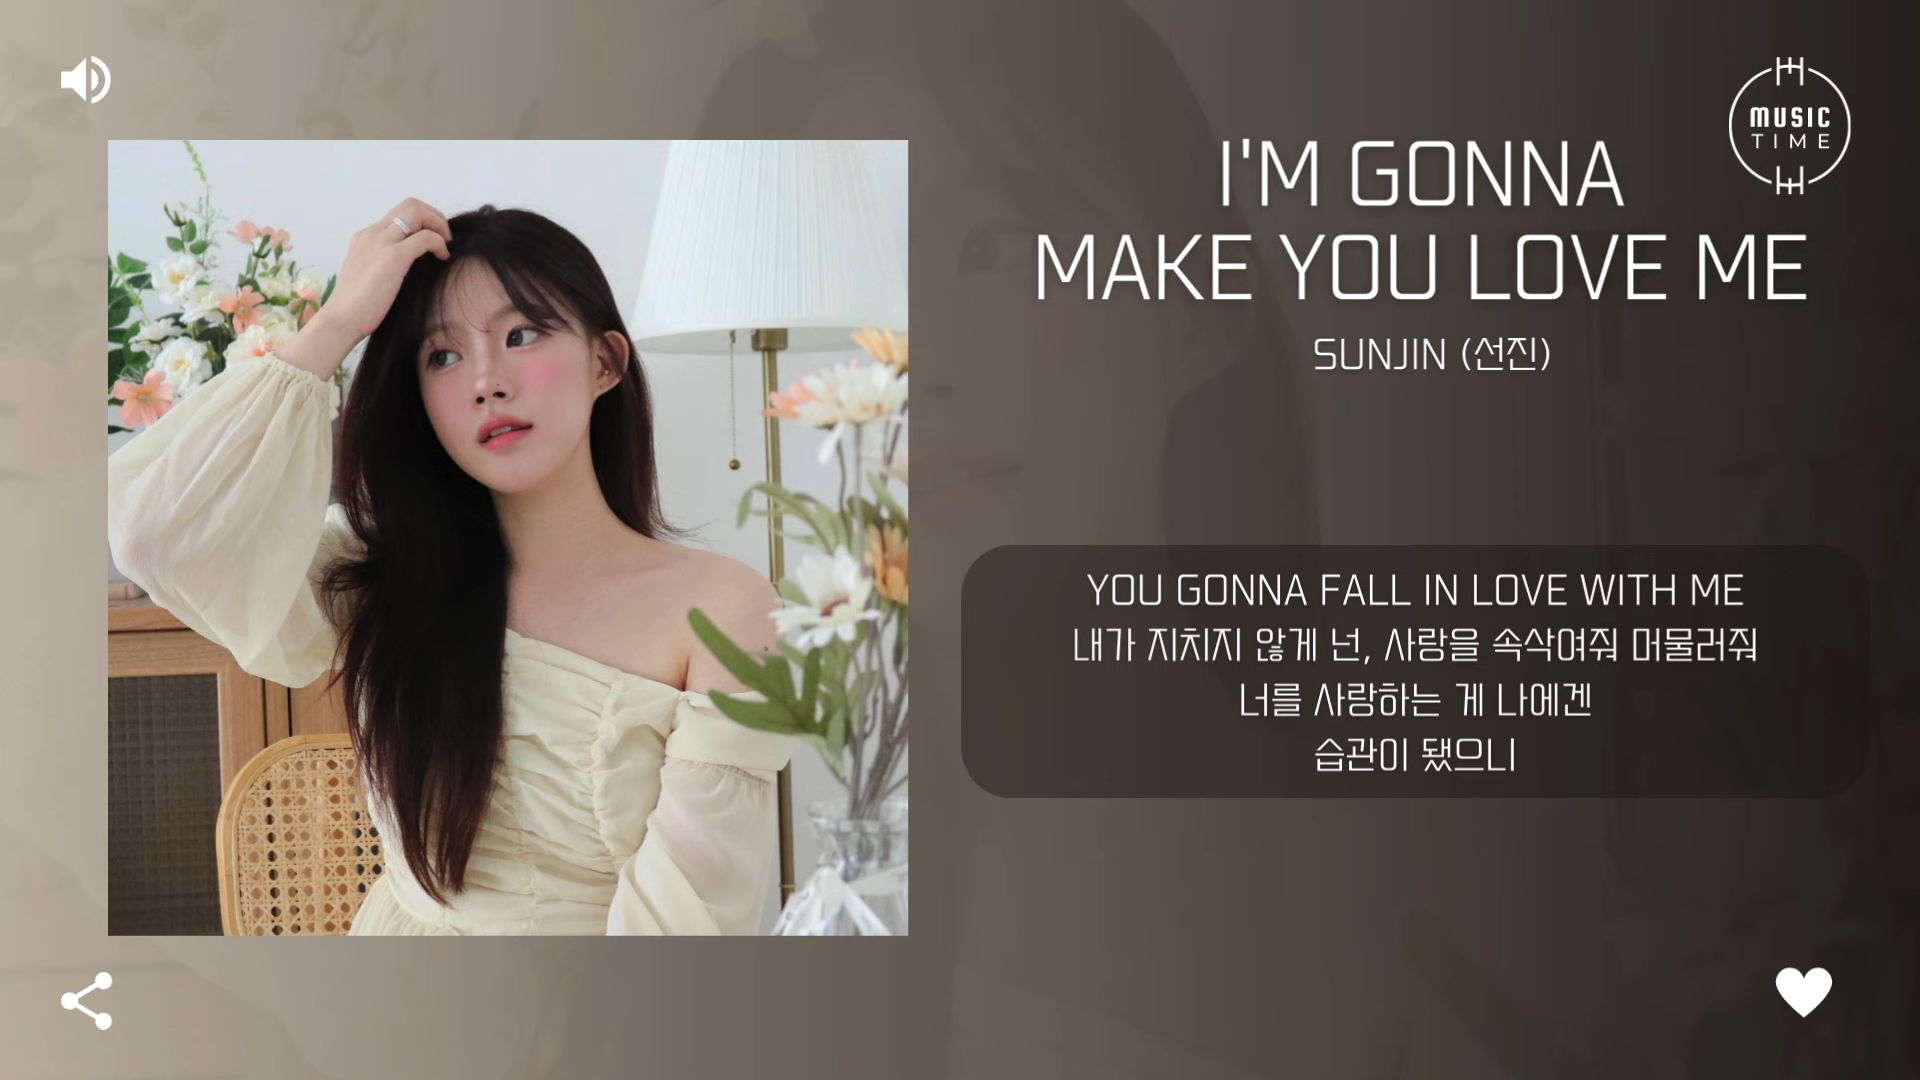 MUSIC
TIME
I'M GONNA
MAKE YOU LOVE ME
SUNJIN (선진)
YOU GONNA FALL IN LOVE WITH ME
내가 지치지 않게 넌, 사랑을 속삭여줘 머물러줘
너를 사랑하는 게 나에겐
습관이 됐으니